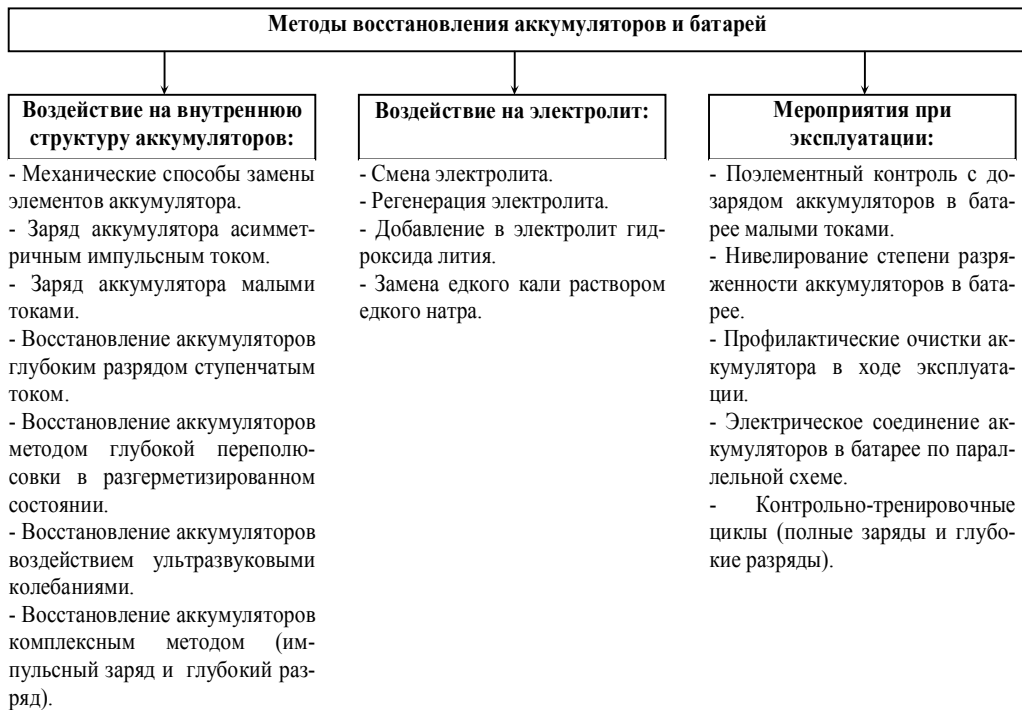 Методы восстановления аккумуляторов и батарей
Воздействие на внутреннюю
структуру аккумуляторов:
- Механические способы замены
элементов аккумулятора.
- Заряд аккумулятора асиммет-
ричным импульсным током.
- Заряд аккумулятора малыми
токами.
- Восстановление аккумуляторов
глубоким разрядом ступенчатым
током.
- Восстановление аккумуляторов
методом глубокой переполю-
совки в разгерметизированном
состоянии.
- Восстановление аккумуляторов
воздействием ультразвуковыми
колебаниями.
- Восстановление аккумуляторов
комплексным методом (им-
пульсный заряд и глубокий раз-
ряд).
Воздействие на электролит:
- Смена электролита.
- Регенерация электролита.
- Добавление в электролит гид-
роксида лития.
- Замена едкого кали раствором
едкого натра.
Мероприятия при
эксплуатации:
- Поэлементный контроль с до-
зарядом аккумуляторов в бата-
рее малыми токами.
- Нивелирование степени разря-
женности аккумуляторов в бата-
рее.
- Профилактические очистки ак-
кумулятора в ходе эксплуата-
ции.
- Электрическое соединение ак-
кумуляторов в батарее по парал-
лельной схеме.
- Контрольно-тренировочные
циклы (полные заряды и глубо-
кие разряды).